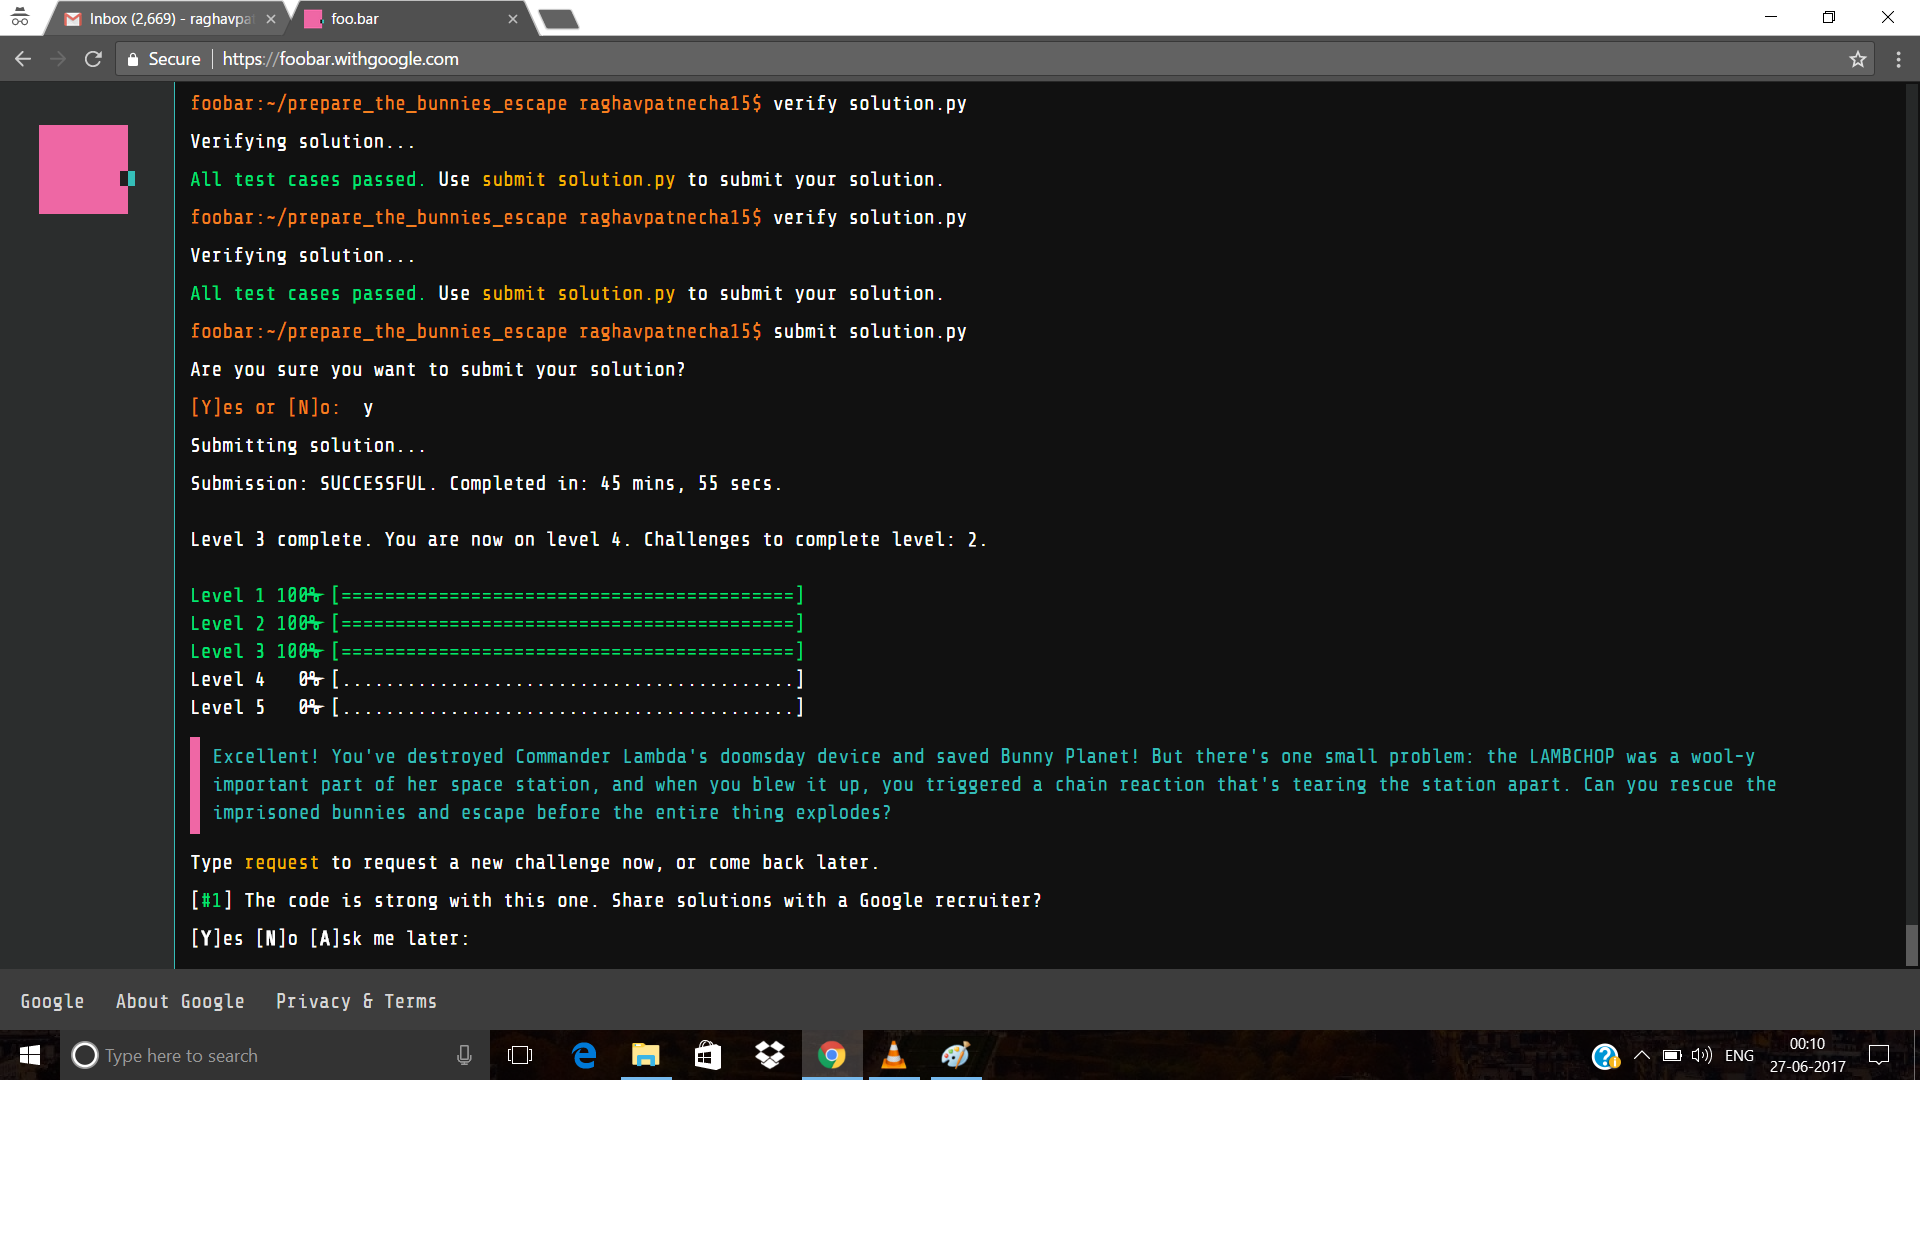 Inbox (2,669) - raghavpa
foo.bar
Secure
https://foobar.withgoogle.com
foobar:~/prepare_the_bunnies_escape raghavpatnecha15$ verify solution.py
Verifying solution...
All test cases passed. Use submit solution.py to submit your solution.
foobar:~/prepare_the_bunnies_escape raghavpatnecha15$ verify solution.py
Verifying solution...
All test cases passed. Use submit solution.py to submit your solution.
foobar:~/prepare_the_bunnies_escape raghavpatnecha15$ submit solution.py
Are you sure you want to submit your solution?
[Y]es or [N]o: y
Submitting solution...
Submission: SUCCESSFUL. Completed in: 45 mins, 55 secs.
Level 3 complete. You are now on level 4. Challenges to complete level: 2.
Level 1 100% [==========================================]
Level 2 100% [==========================================]
Level 3 100% [==========================================]
Level 4 0% [..........................................]
Level 5 0% [..........................................]
Excellent! You've destroyed Commander Lambda's doomsday device and saved Bunny Planet! But there's one small problem: the LAMBCHOP was a wool-y
important part of her space station, and when you blew it up, you triggered a chain reaction that's tearing the station apart. Can you rescue the
imprisoned bunnies and escape before the entire thing explodes?
Type request to request a new challenge now, or come back later.
[#1] The code is strong with this one. Share solutions with a Google recruiter?
[Y]es [N]o [A]sk me later:
Google About Google Privacy & Terms
Type here to search
ENG
00:10
27-06-2017